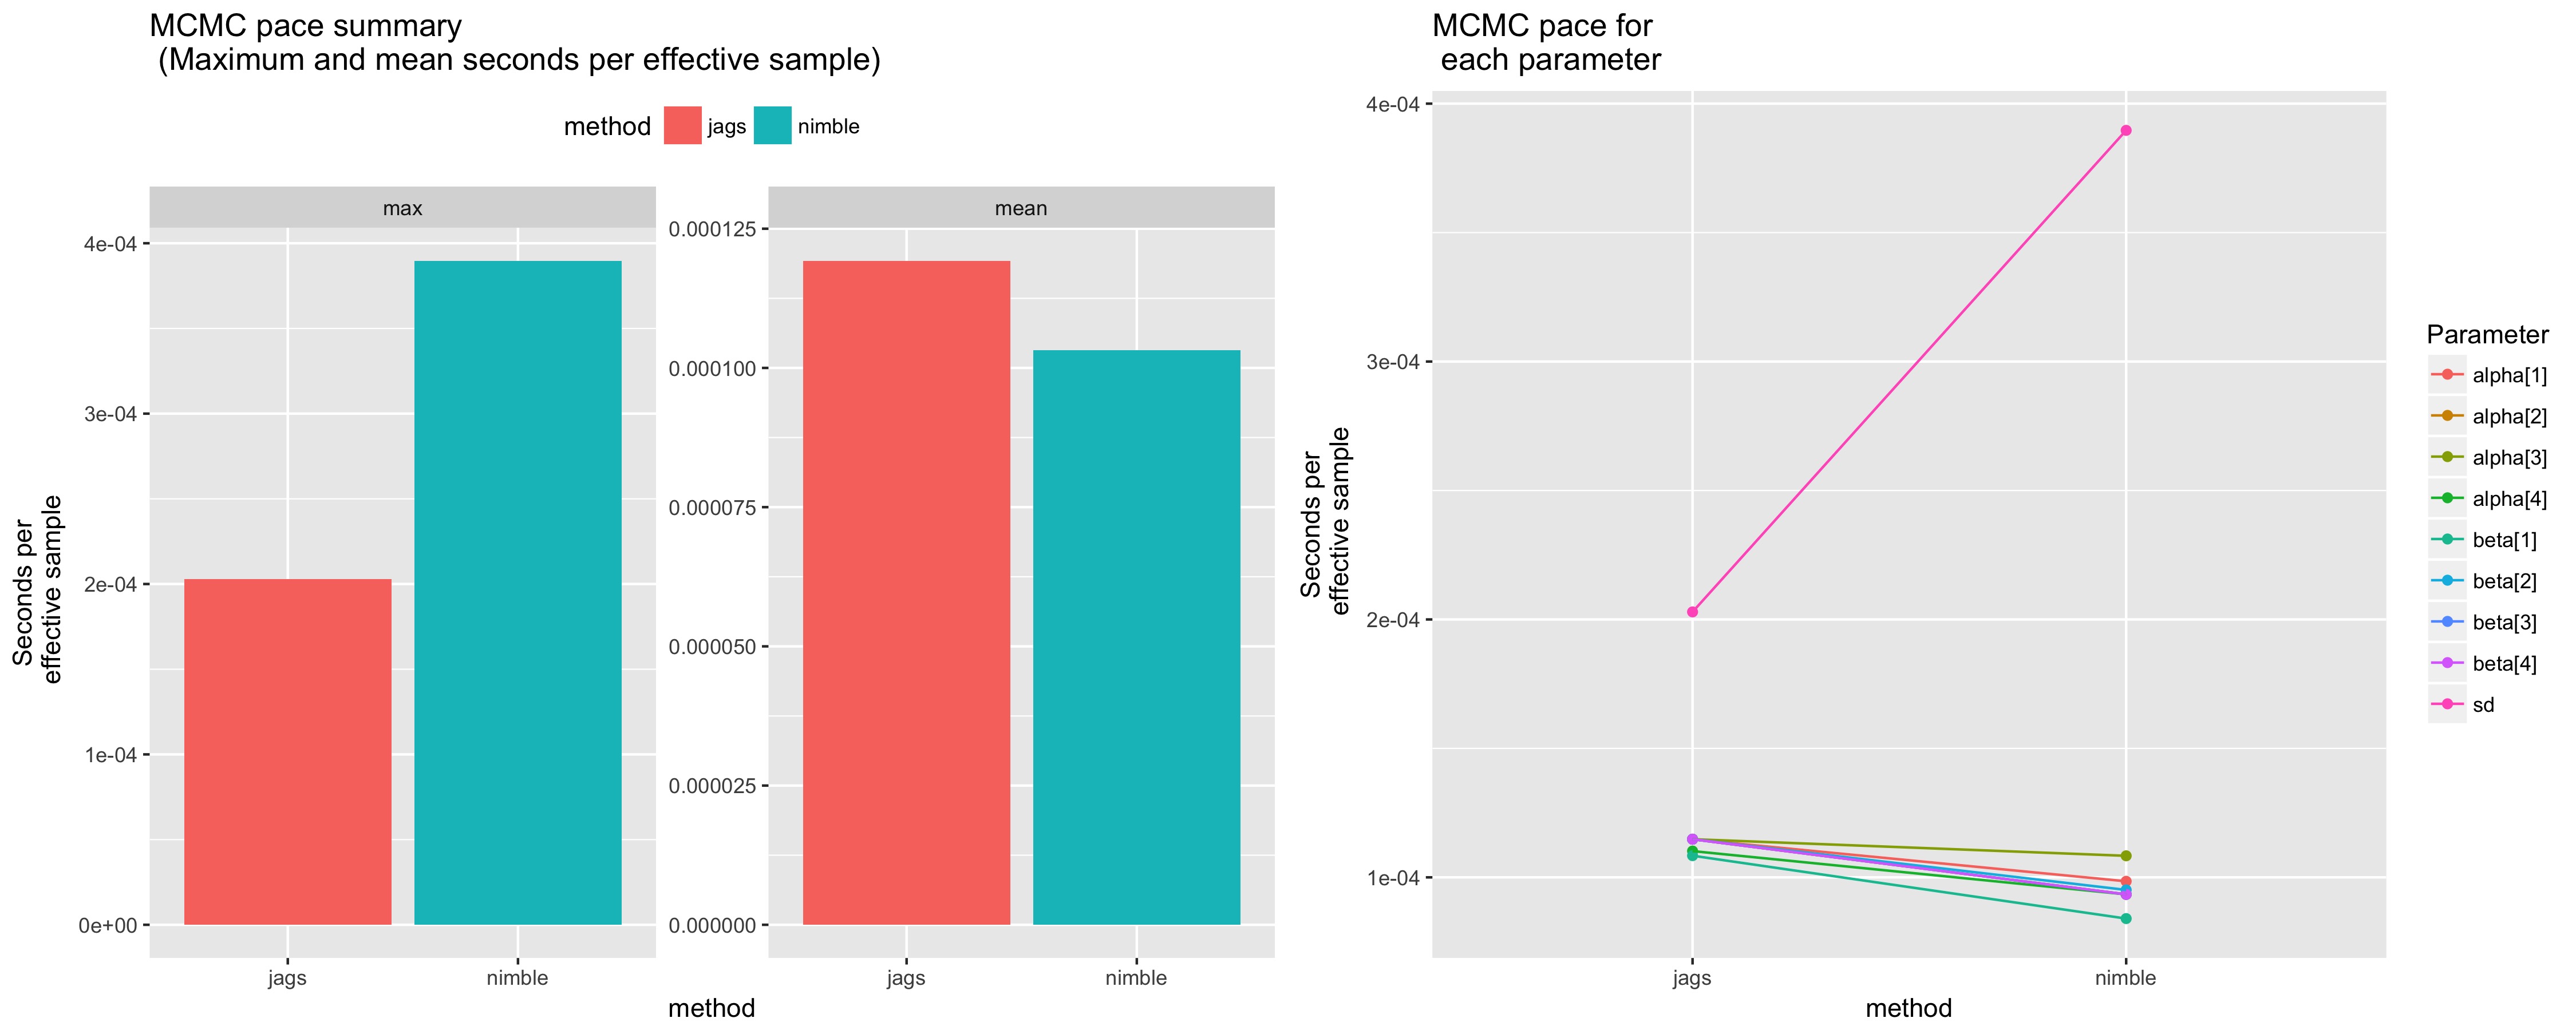 MCMC pace summary
(Maximum and mean seconds per effective sample)
method jags nimble
max
mean
4e-04
3e-04
2e-04
1e-04
0e+00
0.000125
0.000100
0.000075
0.000050
0.000025
0.000000
Seconds per
effective sample
jags
nimble
jags
nimble
method
MCMC pace for
each parameter
4e-04
3e-04
2e-04
1e-04
Seconds per
effective sample
jags
nimble
method
Parameter
alpha[1]
alpha[2]
alpha[3]
alpha[4]
beta[1]
beta[2]
beta[3]
beta[4]
sd